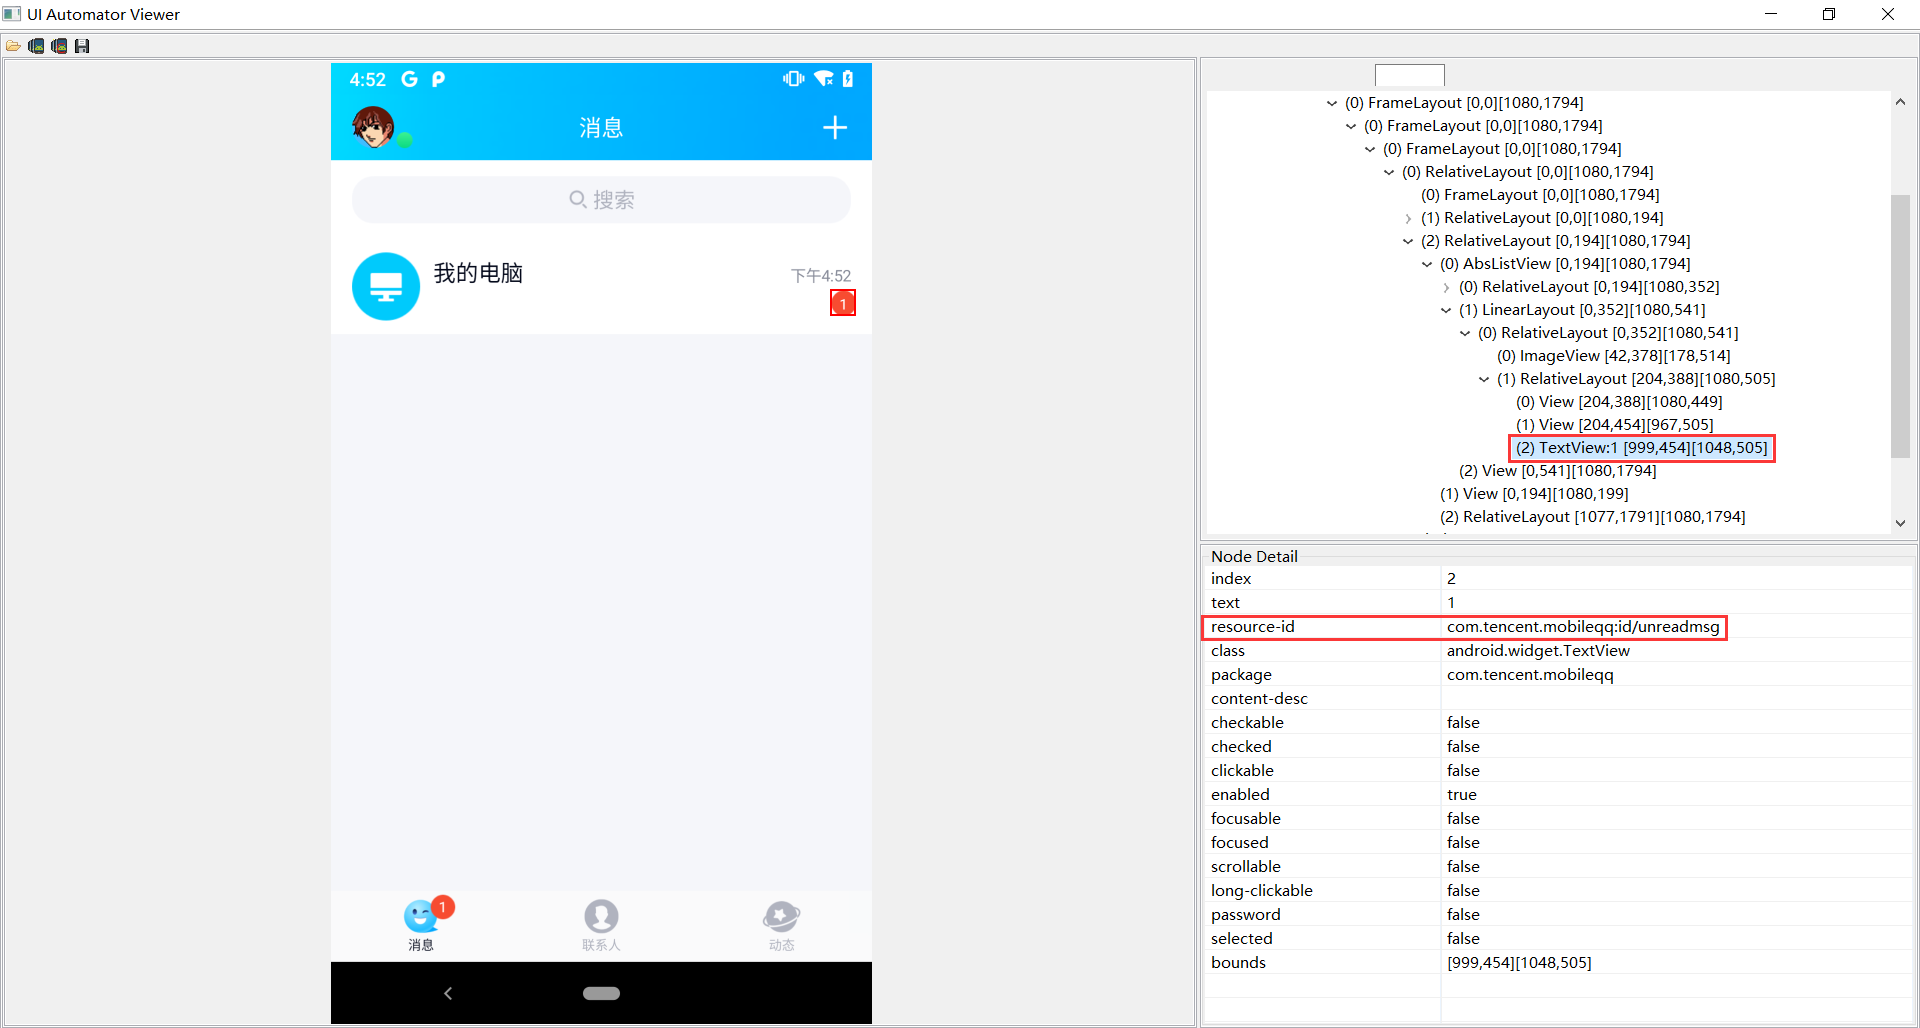 UI Automator Viewer
4:52
消息
搜索
我的电脑
下午4:52
1
1
消息
联系人
动态
(0) FrameLayout [0,0][1080,1794]
(0) FrameLayout [0,0][1080,1794]
(0) FrameLayout [0,0][1080,1794]
(0) RelativeLayout [0,0][1080,1794]
(0) FrameLayout [0,0][1080,1794]
(1) RelativeLayout [0,0][1080,194]
(2) RelativeLayout [0,194][1080,1794]
(0) AbsListView [0,194][1080,1794]
(0) RelativeLayout [0,194][1080,352]
(1) LinearLayout [0,352][1080,541]
(0) RelativeLayout [0,352][1080,541]
(0) ImageView [42,378][178,514]
(1) RelativeLayout [204,388][1080,505]
(0) View [204,388][1080,449]
(1) View [204,454][967,505]
(2) TextView:1 [999,454][1048,505]
(2) View [0,541][1080,1794]
(1) View [0,194][1080,199]
(2) RelativeLayout [1077,1791][1080,1794]
Node Detail
index 2
text 1
resource-id com.tencent.mobileqq:id/unreadmsg
class android.widget.TextView
package com.tencent.mobileqq
content-desc
checkable false
checked false
clickable false
enabled true
focusable false
focused false
scrollable false
long-clickable false
password false
selected false
bounds [999,454][1048,505]